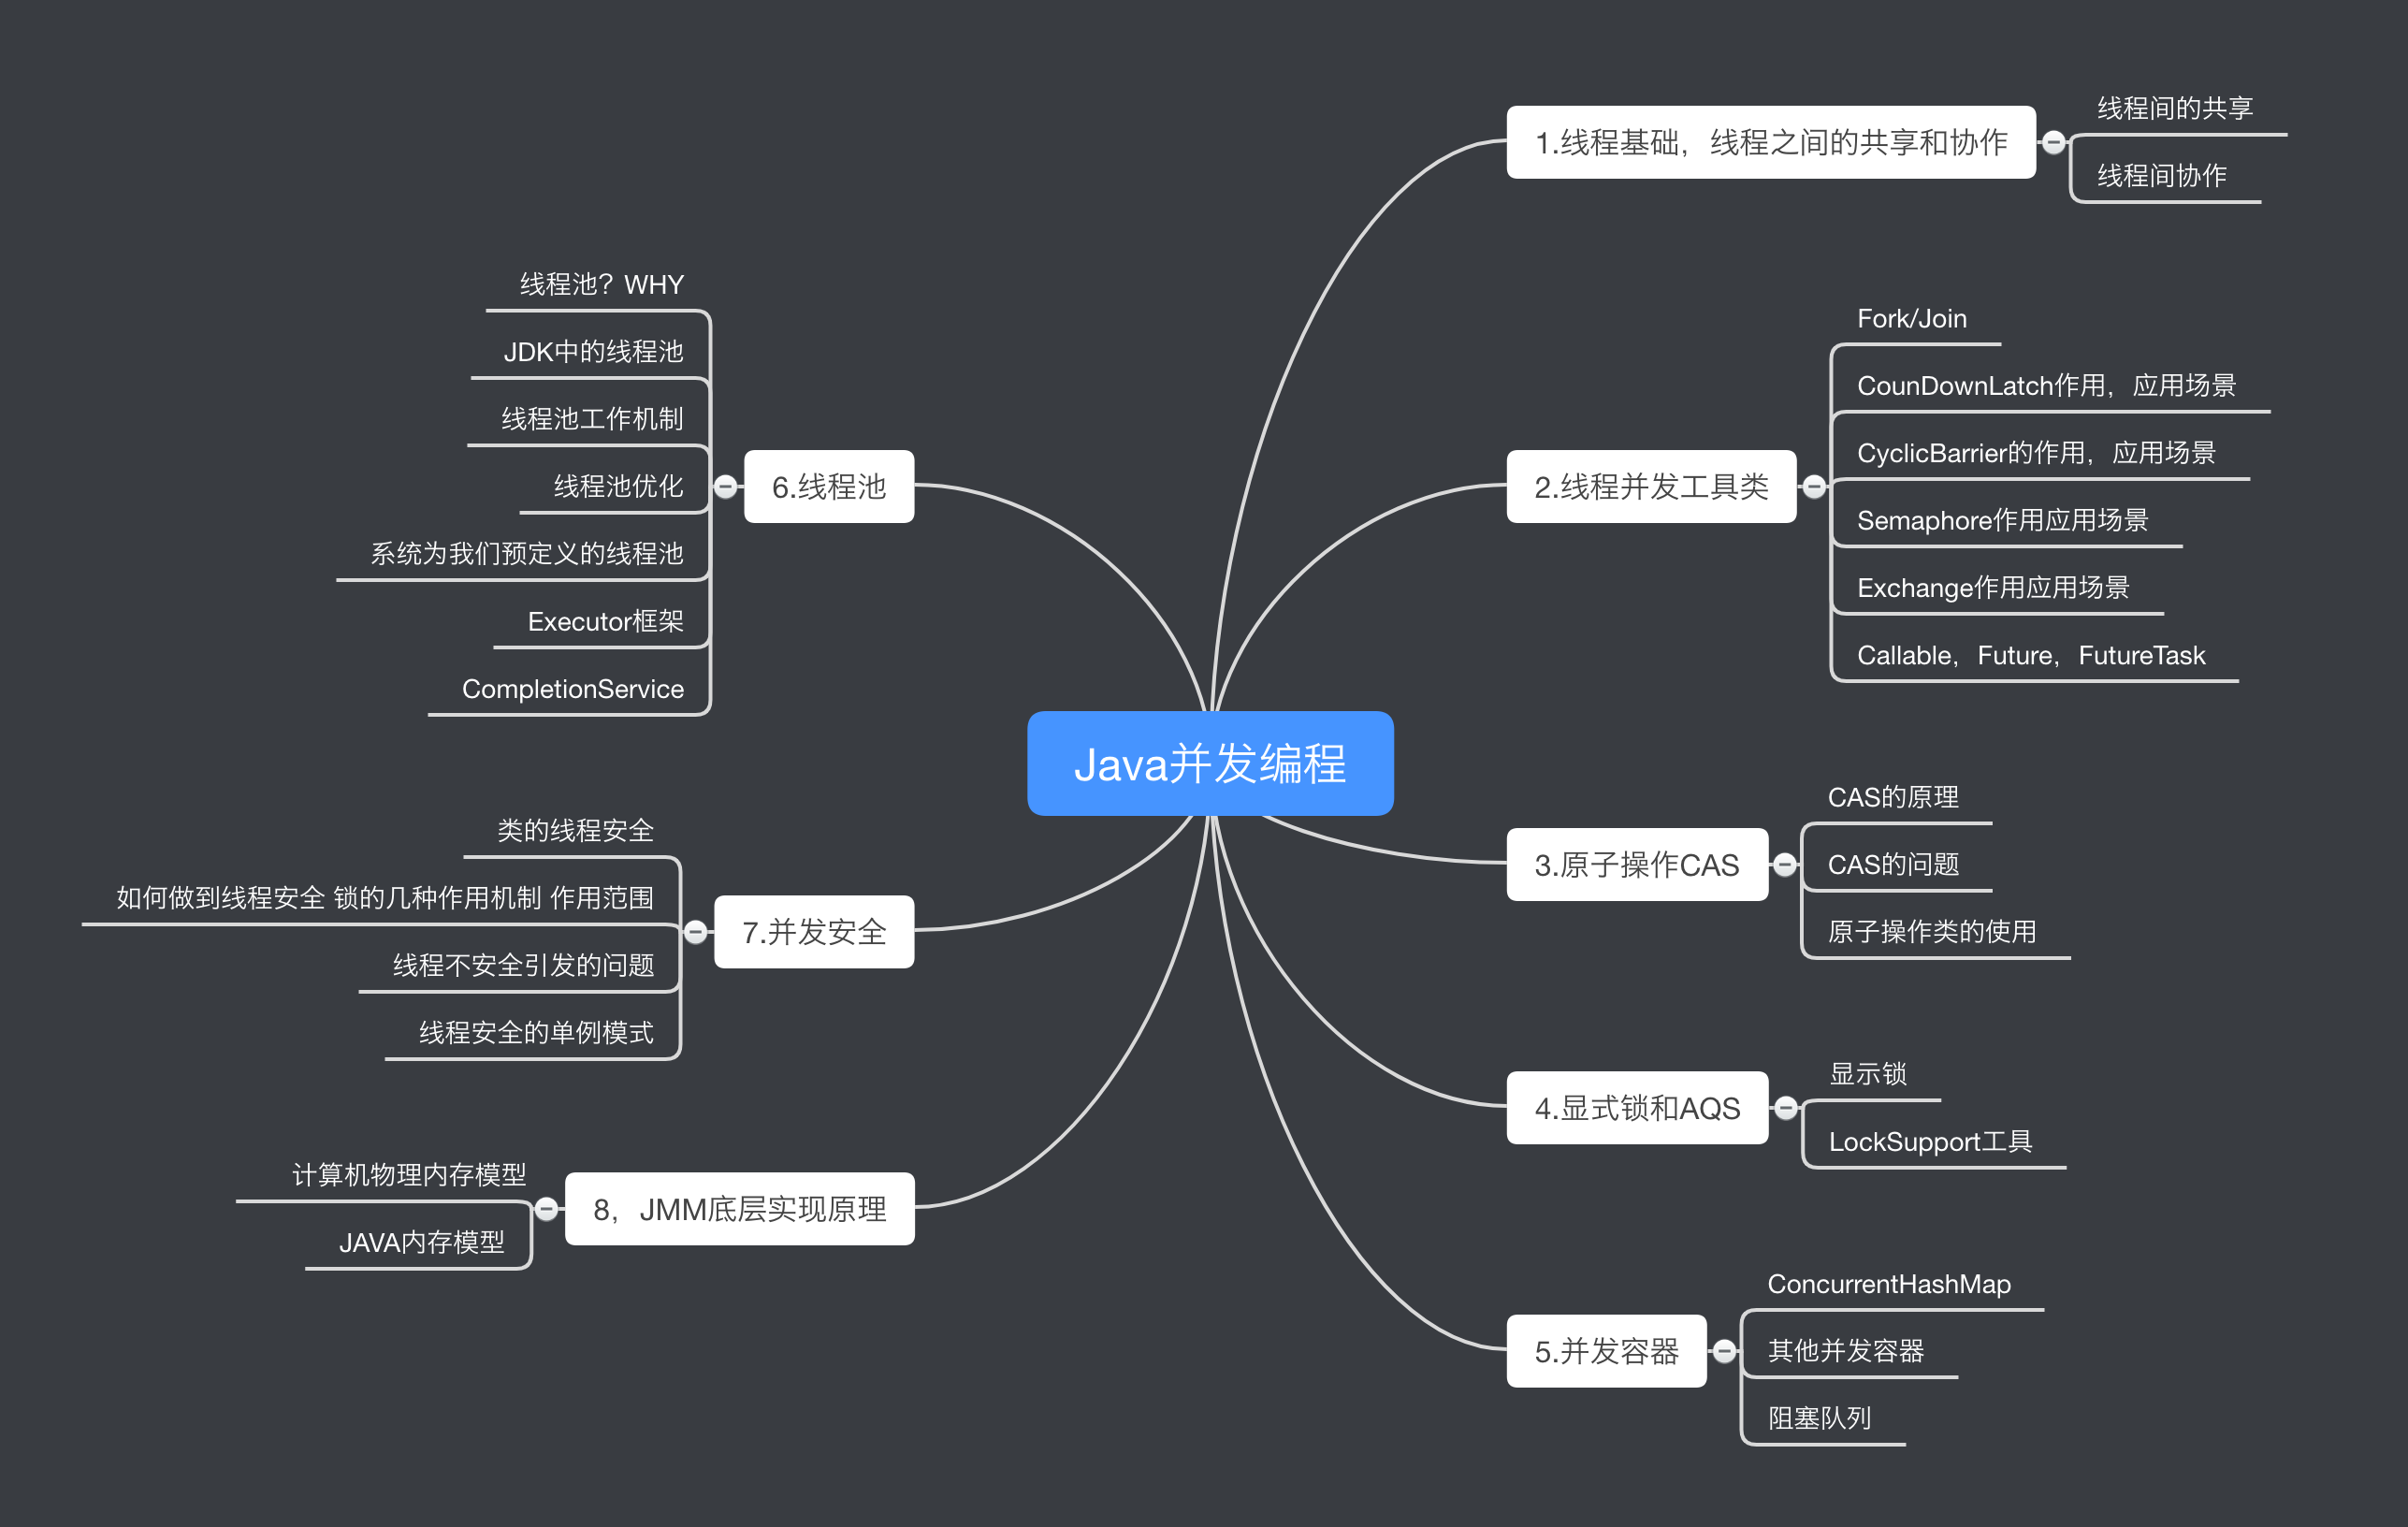 Java并发编程
1.线程基础，线程之间的共享和协作
线程间的共享
线程间协作
2.线程并发工具类
Fork/Join
CounDownLatch作用，应用场景
CyclicBarrier的作用，应用场景
Semaphore作用应用场景
Exchange作用应用场景
Callable，Future，FutureTask
3.原子操作CAS
CAS的原理
CAS的问题
原子操作类的使用
4.显式锁和AQS
显示锁
LockSupport工具
5.并发容器
ConcurrentHashMap
其他并发容器
阻塞队列
6.线程池
线程池？WHY
JDK中的线程池
线程池工作机制
线程池优化
系统为我们预定义的线程池
Executor框架
CompletionService
7.并发安全
类的线程安全
如何做到线程安全 锁的几种作用机制 作用范围
线程不安全引发的问题
线程安全的单例模式
8，JMM底层实现原理
计算机物理内存模型
JAVA内存模型